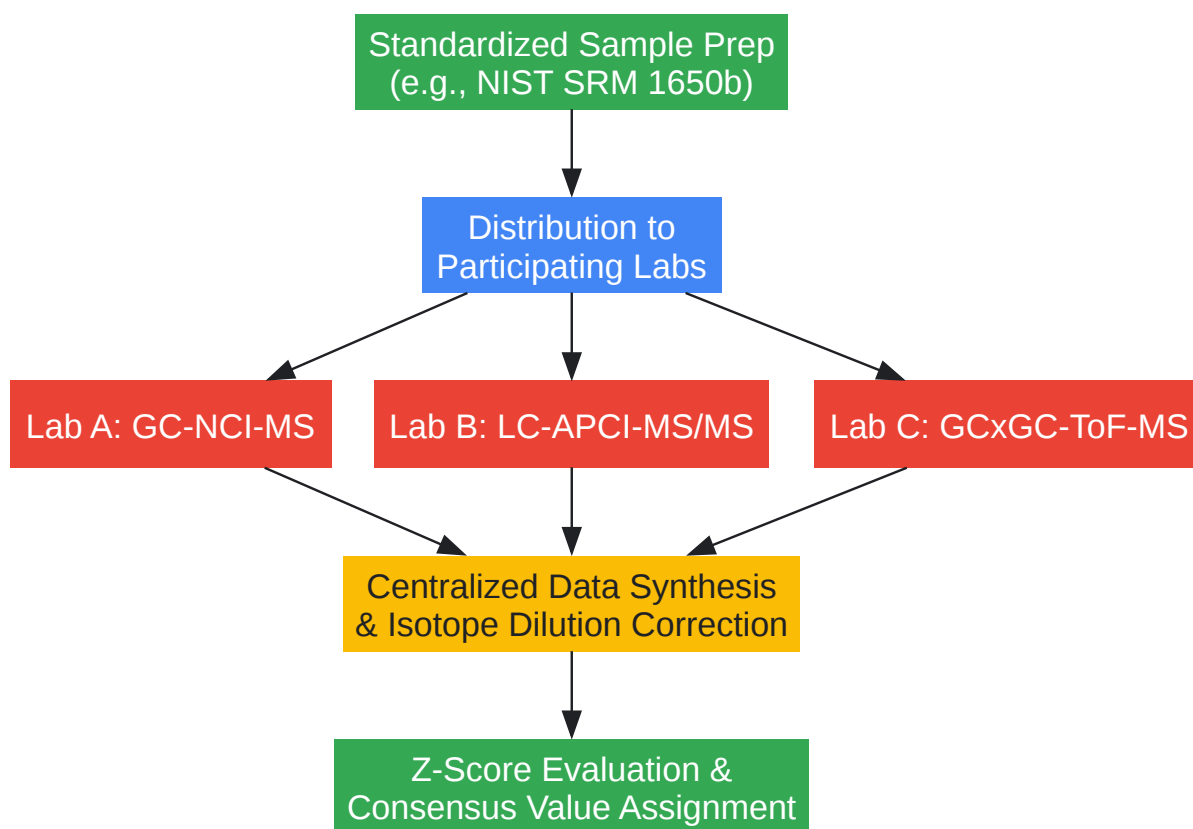 Standardized Sample Prep
(e.g., NIST SRM 1650b)
Distribution to
Participating Labs
Lab A: GC-NCI-MS
Lab B: LC-APCI-MS/MS
Lab C: GCxGC-ToF-MS
Centralized Data Synthesis
& Isotope Dilution Correction
Z-Score Evaluation &
Consensus Value Assignment